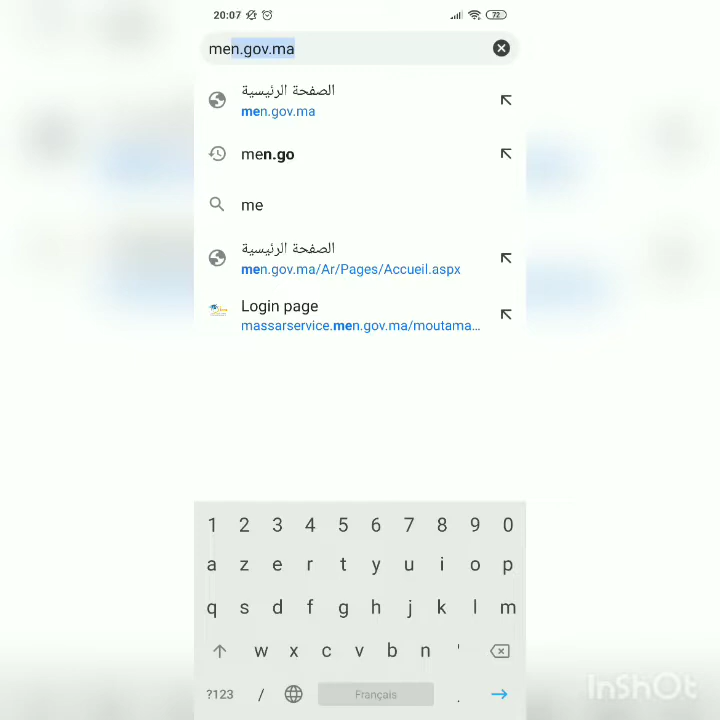 20:07 72
men.gov.ma
الصفحة الرئيسية
men.gov.ma
men.go
me
الصفحة الرئيسية
men.gov.ma/Ar/Pages/Accueil.aspx
Login page
massarservice.men.gov.ma/moutama...
1 2 3 4 5 6 7 8 9 0
a z e r t y u i o p
q s d f g h j k l m
w x c v b n '
?123 / Français .
InShOt